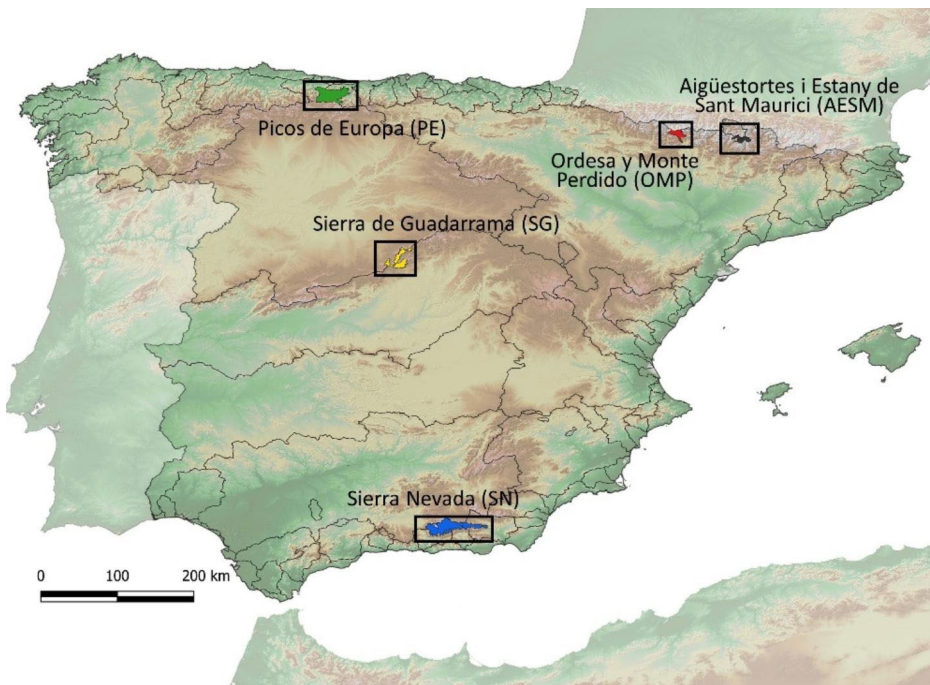 Aigüestortes i Estany de
Sant Maurici (AESM)
Picos de Europa (PE)
Ordesa y Monte
Perdido (OMP)
Sierra de Guadarrama (SG)
Sierra Nevada (SN)
0 100 200 km